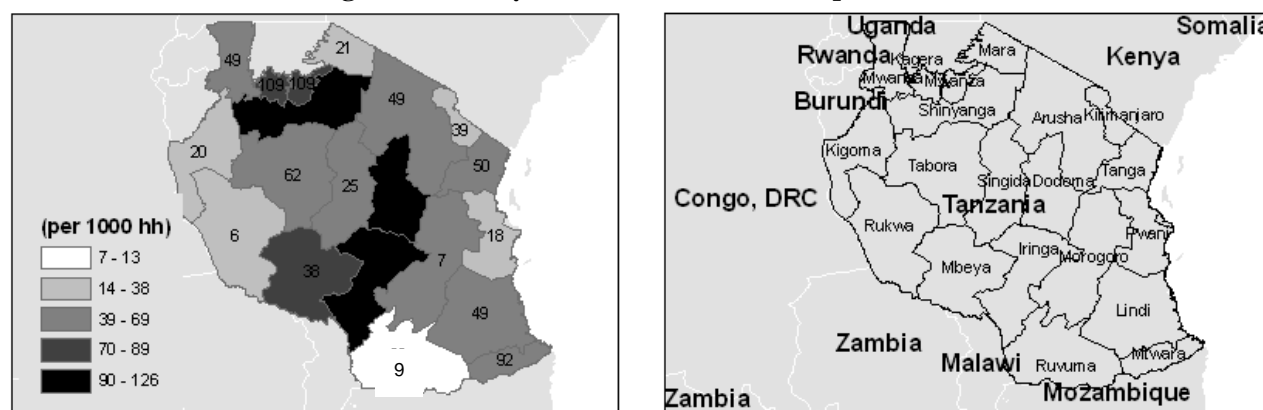 21
49
109
109
49
39
20
50
62
25
(per 1000 hh)
6
18
7 - 13
7
14 - 38
38
39 - 69
49
70 - 89
92
90 - 126
9
Uganda
Somalia
Mara
Rwanda
Kagera
Kenya
Mwanza
Mwanza
Burundi
Shinyanga
Arusha
Kilimanjaro
Kigoma
Tabora
Tanga
Singida
Dodoma
Congo, DRC
Tanzania
Rukwa
Pwani
Iringa
Morogoro
Mbeya
Lindi
Zambia
Mtwara
Malawi
Ruvuma
Mozambique
Zambia